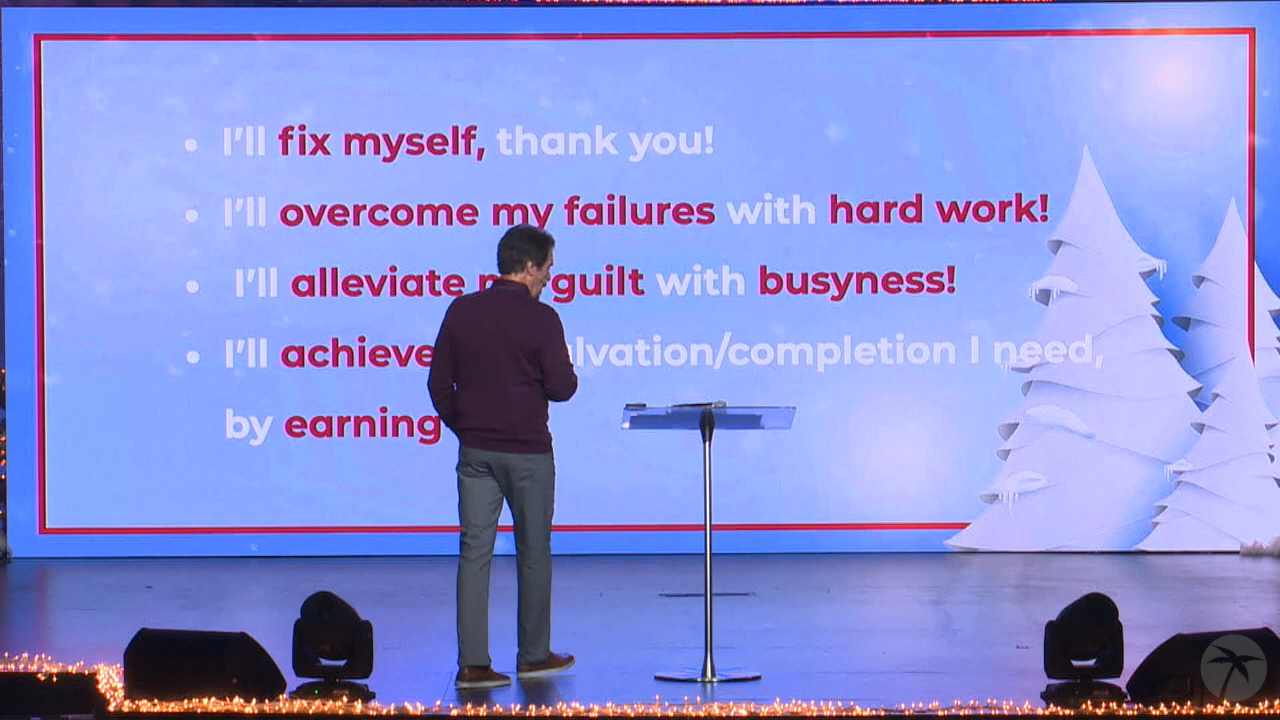 • I'll fix myself, thank you!
• I'll overcome my failures with hard work!
• I'll alleviate guilt with busyness!
• I'll achieve /completion I need,
by earning